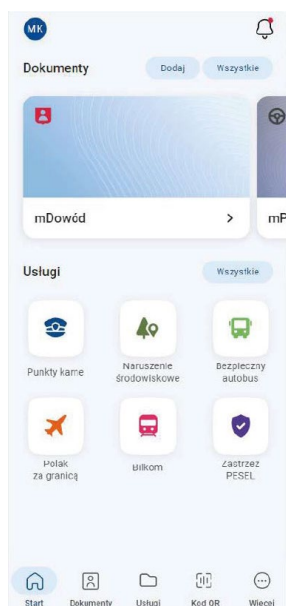 MK
Dokumenty
Dodaj
Wszystkie
mDowód
mP
Usługi
Wszystkie
Punkty karne
Naruszenie
środowiskowe
Bezpieczny
autobus
Polak
za granicą
Bilkom
Zastrzeż
PESEL
Start
Dokumenty
Usługi
Kod QR
Więcej